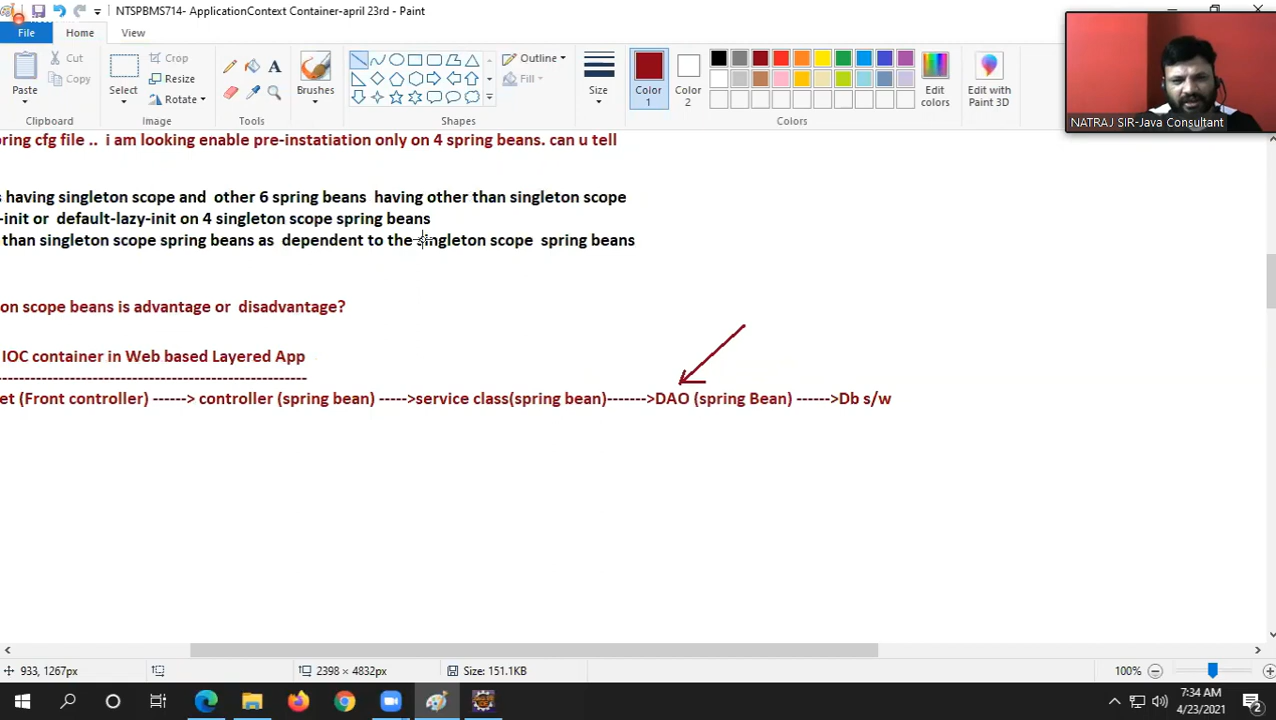 NTSPBMS714- ApplicationContext Container-april 23rd - Paint
File Home View
Cut
Copy
Paste
Clipboard
Select
Crop
Resize
Rotate
Image
Tools
Brushes
Shapes
Outline
Fill
Size
Color 1
Color 2
Colors
Edit colors
Edit with Paint 3D
NATRAJ SIR-Java Consultant
ring cfg file .. i am looking enable pre-instatiation only on 4 spring beans. can u tell
s having singleton scope and other 6 spring beans having other than singleton scope
-init or default-lazy-init on 4 singleton scope spring beans
than singleton scope spring beans as dependent to the singleton scope spring beans
on scope beans is advantage or disadvantage?
IOC container in Web based Layered App
--------------------------------------------------------
et (Front controller) ------> controller (spring bean) ----->service class(spring bean)------->DAO (spring Bean) ------>Db s/w
933, 1267px
2398 × 4832px
Size: 151.1KB
100%
7:34 AM
4/23/2021
2